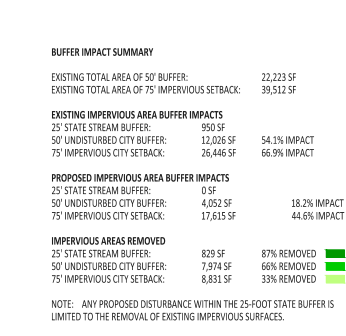 BUFFER IMPACT SUMMARY
EXISTING TOTAL AREA OF 50' BUFFER: 22,223 SF
EXISTING TOTAL AREA OF 75' IMPERVIOUS SETBACK: 39,512 SF
EXISTING IMPERVIOUS AREA BUFFER IMPACTS
25' STATE STREAM BUFFER: 950 SF
50' UNDISTURBED CITY BUFFER: 12,026 SF 54.1% IMPACT
75' IMPERVIOUS CITY SETBACK: 26,446 SF 66.9% IMPACT
PROPOSED IMPERVIOUS AREA BUFFER IMPACTS
25' STATE STREAM BUFFER: 0 SF
50' UNDISTURBED CITY BUFFER: 4,052 SF 18.2% IMPACT
75' IMPERVIOUS CITY SETBACK: 17,615 SF 44.6% IMPACT
IMPERVIOUS AREAS REMOVED
25' STATE STREAM BUFFER: 829 SF 87% REMOVED
50' UNDISTURBED CITY BUFFER: 7,974 SF 66% REMOVED
75' IMPERVIOUS CITY SETBACK: 8,831 SF 33% REMOVED
NOTE: ANY PROPOSED DISTURBANCE WITHIN THE 25-FOOT STATE BUFFER IS
LIMITED TO THE REMOVAL OF EXISTING IMPERVIOUS SURFACES.